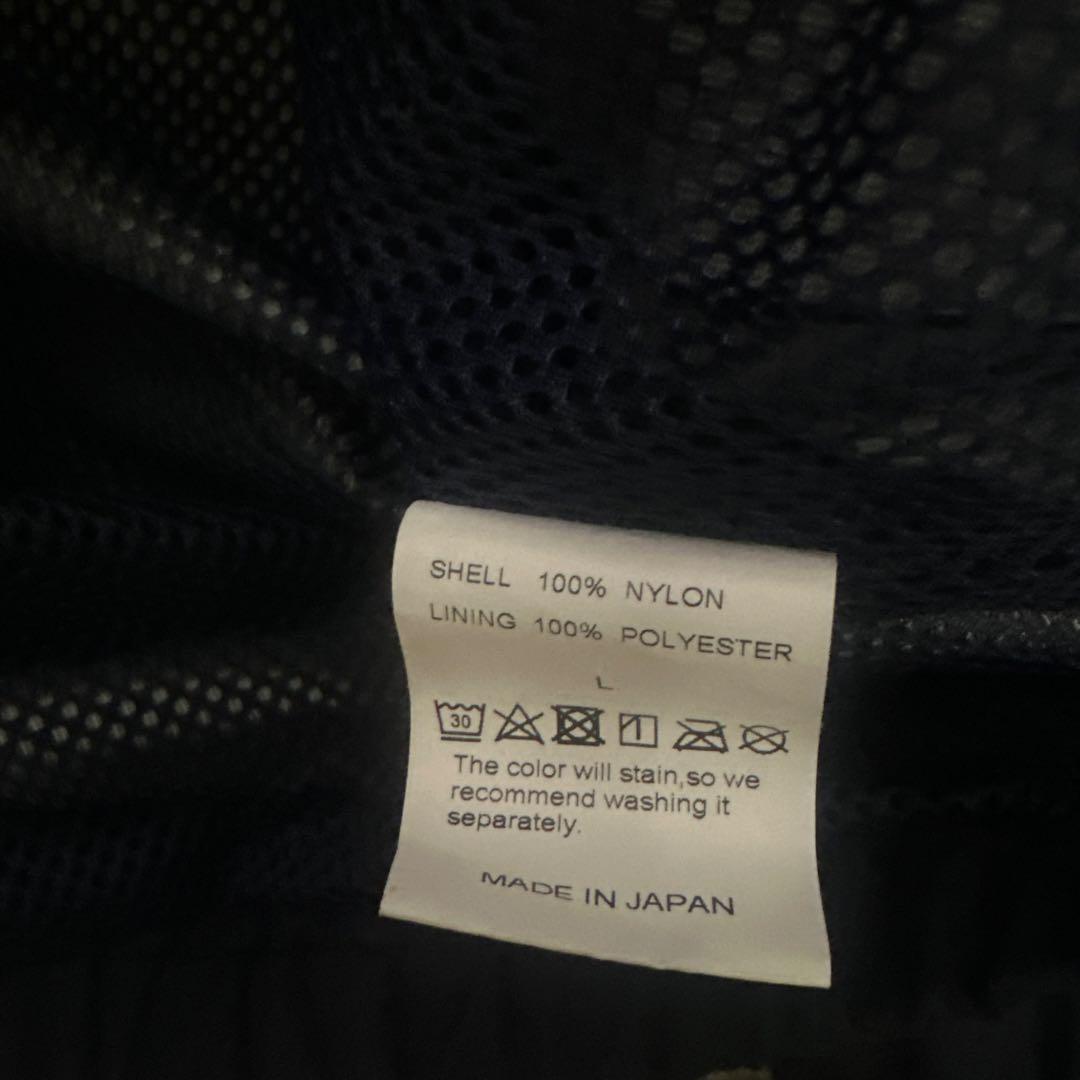 SHELL 100% NYLON
LINING 100% POLYESTER
L
30
The color will stain,so we
recommend washing it
separately.
MADE IN JAPAN